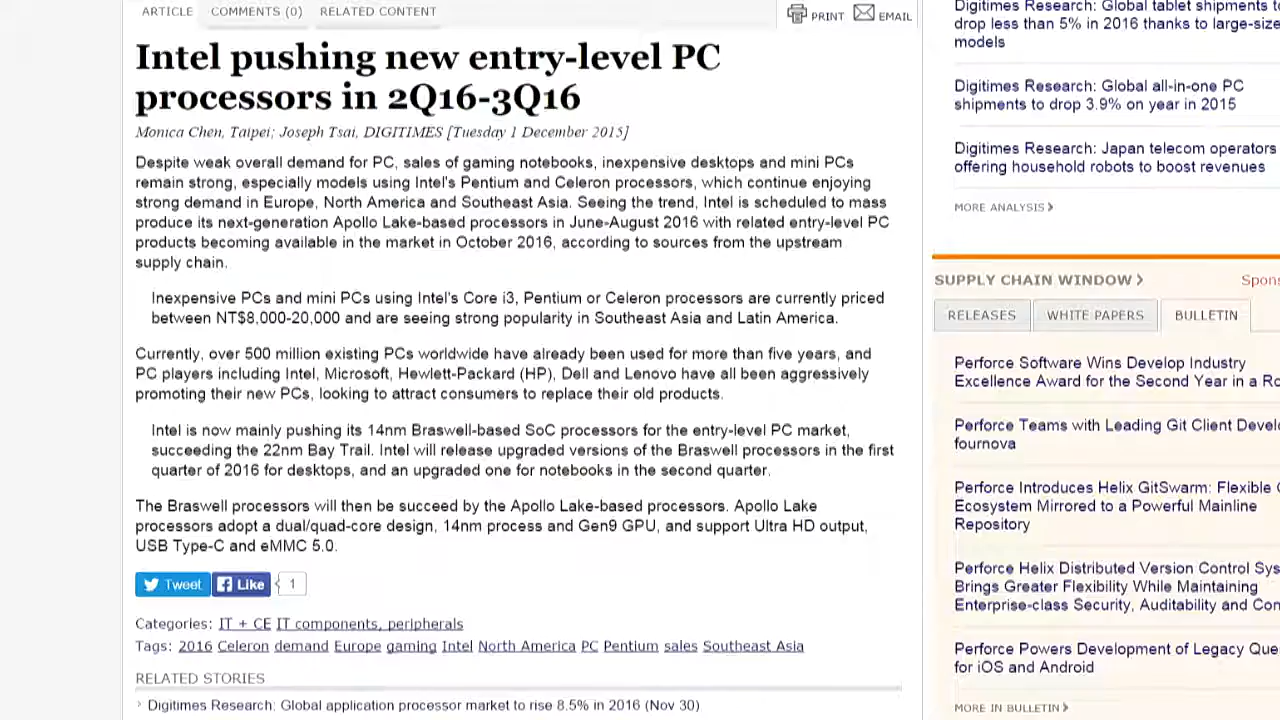 ARTICLE COMMENTS (0) RELATED CONTENT
PRINT EMAIL
Intel pushing new entry-level PC
processors in 2Q16-3Q16
Monica Chen, Taipei; Joseph Tsai, DIGITIMES [Tuesday 1 December 2015]
Despite weak overall demand for PC, sales of gaming notebooks, inexpensive desktops and mini PCs
remain strong, especially models using Intel's Pentium and Celeron processors, which continue enjoying
strong demand in Europe, North America and Southeast Asia. Seeing the trend, Intel is scheduled to mass
produce its next-generation Apollo Lake-based processors in June-August 2016 with related entry-level PC
products becoming available in the market in October 2016, according to sources from the upstream
supply chain.
Inexpensive PCs and mini PCs using Intel's Core i3, Pentium or Celeron processors are currently priced
between NT$8,000-20,000 and are seeing strong popularity in Southeast Asia and Latin America.
Currently, over 500 million existing PCs worldwide have already been used for more than five years, and
PC players including Intel, Microsoft, Hewlett-Packard (HP), Dell and Lenovo have all been aggressively
promoting their new PCs, looking to attract consumers to replace their old products.
Intel is now mainly pushing its 14nm Braswell-based SoC processors for the entry-level PC market,
succeeding the 22nm Bay Trail. Intel will release upgraded versions of the Braswell processors in the first
quarter of 2016 for desktops, and an upgraded one for notebooks in the second quarter.
The Braswell processors will then be succeed by the Apollo Lake-based processors. Apollo Lake
processors adopt a dual/quad-core design, 14nm process and Gen9 GPU, and support Ultra HD output,
USB Type-C and eMMC 5.0.
Tweet Like 1
Categories: IT + CE IT components, peripherals
Tags: 2016 Celeron demand Europe gaming Intel North America PC Pentium sales Southeast Asia
RELATED STORIES
Digitimes Research: Global application processor market to rise 8.5% in 2016 (Nov 30)
Digitimes Research: Global tablet shipments to
drop less than 5% in 2016 thanks to large-size
models
Digitimes Research: Global all-in-one PC
shipments to drop 3.9% on year in 2015
Digitimes Research: Japan telecom operators
offering household robots to boost revenues
MORE ANALYSIS
SUPPLY CHAIN WINDOW Spons
RELEASES WHITE PAPERS BULLETIN
Perforce Software Wins Develop Industry
Excellence Award for the Second Year in a Ro
Perforce Teams with Leading Git Client Develo
fournova
Perforce Introduces Helix GitSwarm: Flexible
Ecosystem Mirrored to a Powerful Mainline
Repository
Perforce Helix Distributed Version Control Sys
Brings Greater Flexibility While Maintaining
Enterprise-class Security, Auditability and Con
Perforce Powers Development of Legacy Que
for iOS and Android
MORE IN BULLETIN